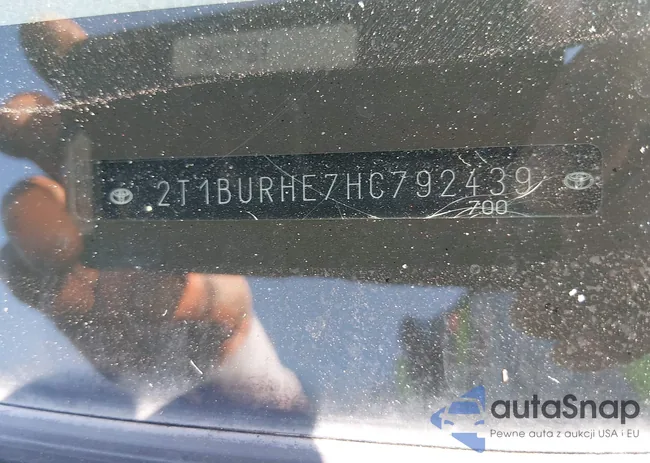 2T1BURHE7HC792439
700
autaSnap
Pewne auta z aukcji USA i EU